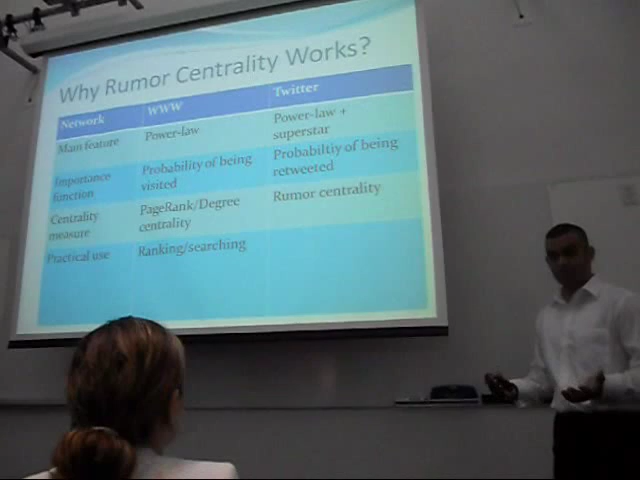 Why Rumor Centrality Works?
Network WWW Twitter
Main feature Power-law Power-law +
superstar
Importance Probability of being Probabiltiy of being
function visited retweeted
Centrality PageRank/Degree Rumor centrality
measure centrality
Practical use Ranking/searching